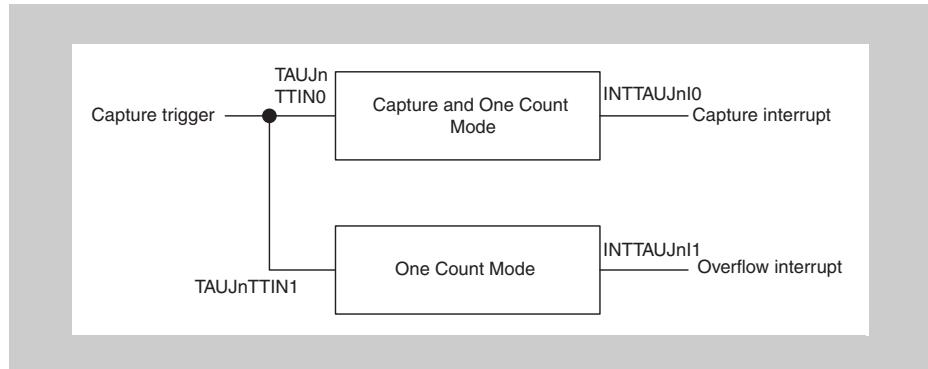 TAUJn
TTIN0
Capture trigger
Capture and One Count
Mode
INTTAUJnI0
Capture interrupt
One Count Mode
INTTAUJnI1
Overflow interrupt
TAUJnTTIN1